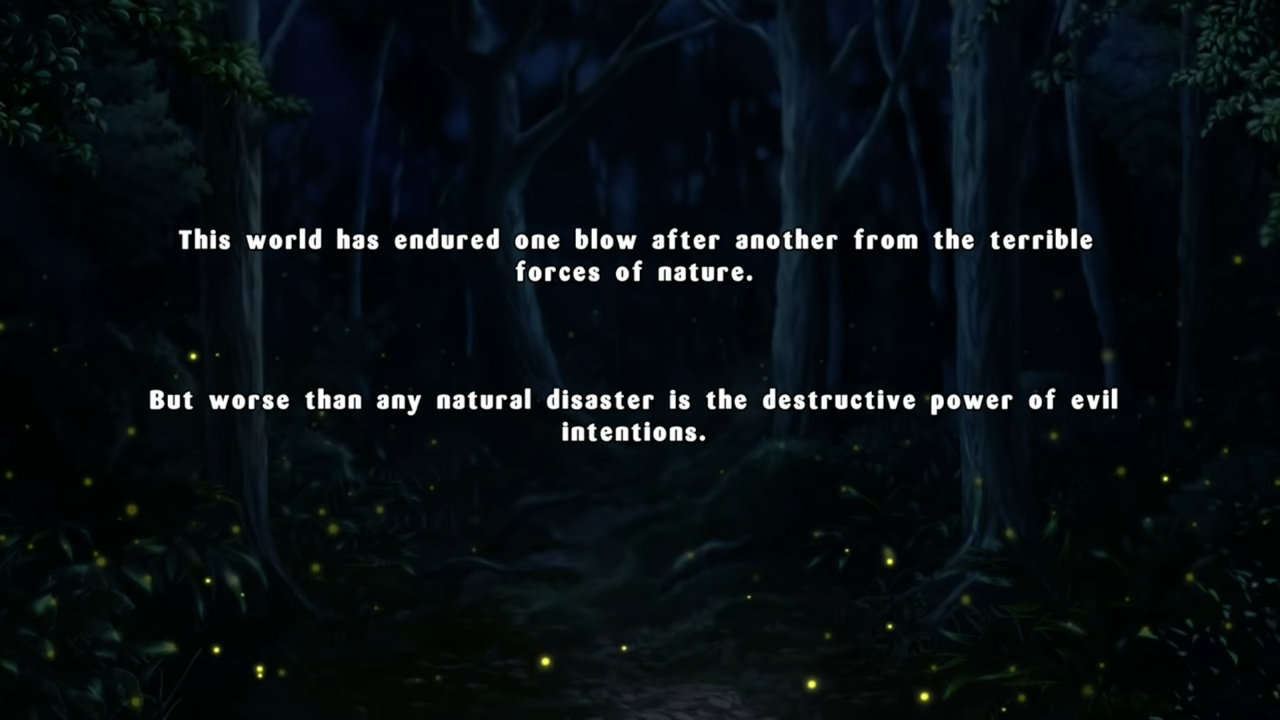 This world has endured one blow after another from the terrible
forces of nature.
But worse than any natural disaster is the destructive power of evil
intentions.